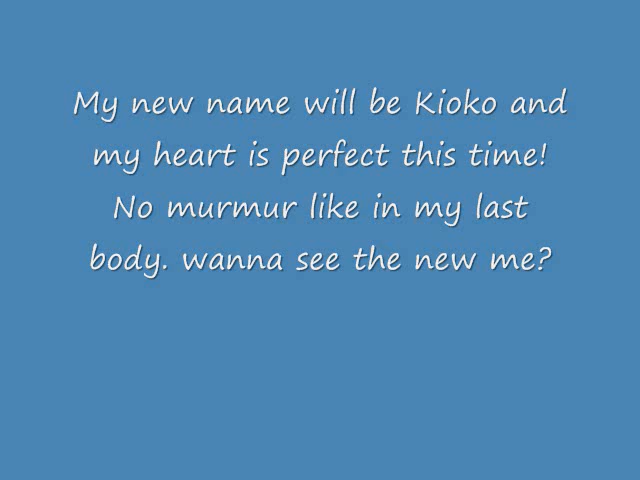 My new name will be Kioko and
my heart is perfect this time!
No murmur like in my last
body. wanna see the new me?